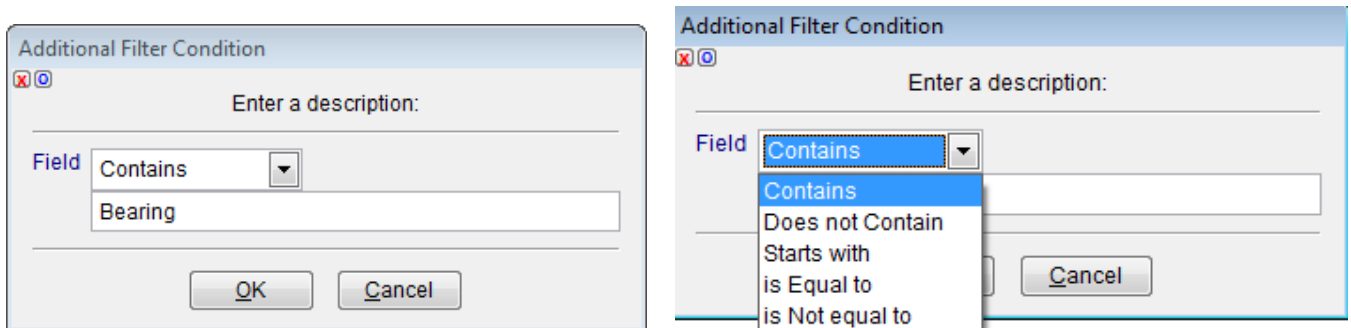 Additional Filter Condition
X O
Enter a description:
Field Contains
Bearing
OK Cancel
Additional Filter Condition
X O
Enter a description:
Field Contains
Contains
Does not Contain
Starts with
is Equal to
is Not equal to
Cancel